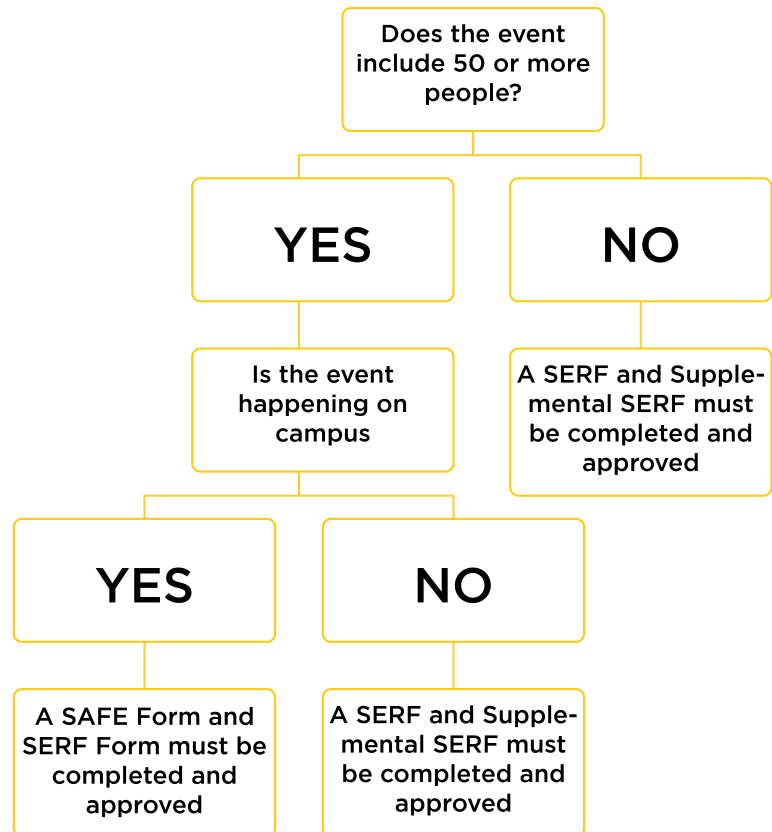 Does the event
include 50 or more
people?
YES
NO
Is the event
happening on
campus
A SERF and Supple-
mental SERF must
be completed and
approved
YES
NO
A SAFE Form and
SERF Form must be
completed and
approved
A SERF and Supple-
mental SERF must
be completed and
approved